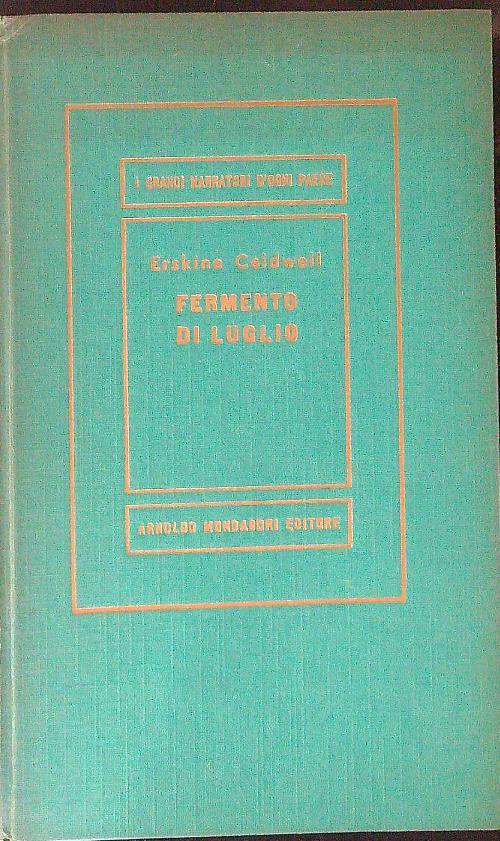 I GRANDI NARRATORI D'OGNI PAESE
Erskine Caldwell
FERMENTO
DI LUGLIO
ARNOLDO MONDADORI EDITORE